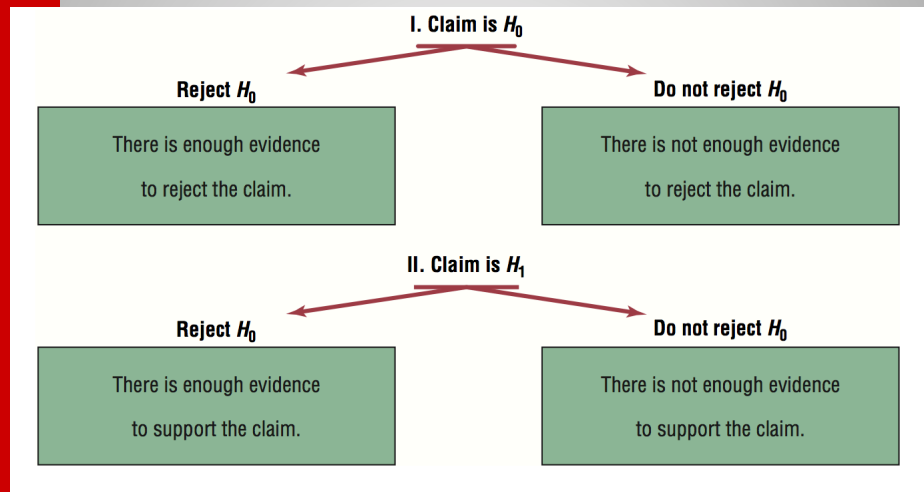 I. Claim is H₀
Reject H₀
Do not reject H₀
There is enough evidence
to reject the claim.
There is not enough evidence
to reject the claim.
II. Claim is H₁
Reject H₀
Do not reject H₀
There is enough evidence
to support the claim.
There is not enough evidence
to support the claim.